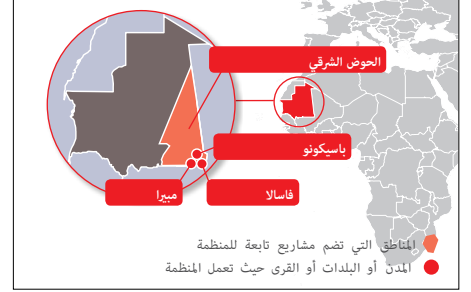 الحوض الشرقي
باسيكونو
فاسالا
مبيرا
المناطق التي تضم مشاريع تابعة للمنظمة
المدن أو البلدات أو القرى حيث تعمل المنظمة